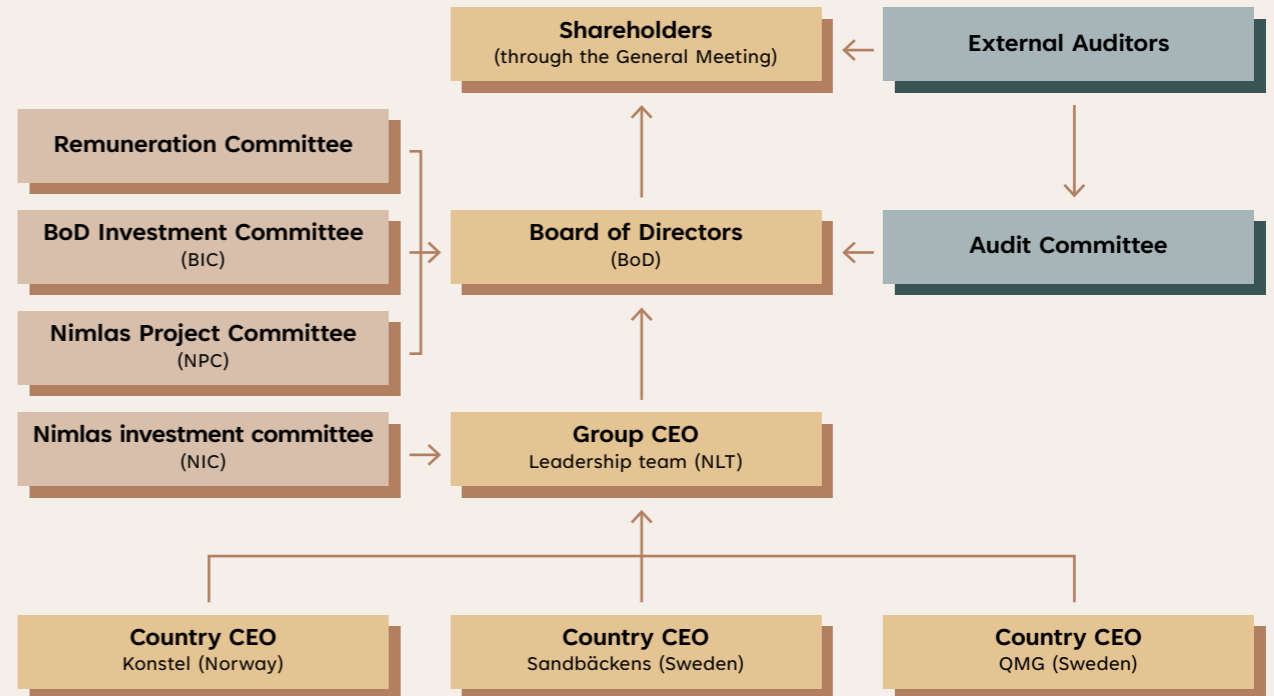 Shareholders
(through the General Meeting)
External Auditors
Remuneration Committee
BoD Investment Committee
(BIC)
Board of Directors
(BoD)
Audit Committee
Nimlas Project Committee
(NPC)
Nimlas investment committee
(NIC)
Group CEO
Leadership team (NLT)
Country CEO
Konstel (Norway)
Country CEO
Sandbäckens (Sweden)
Country CEO
QMG (Sweden)